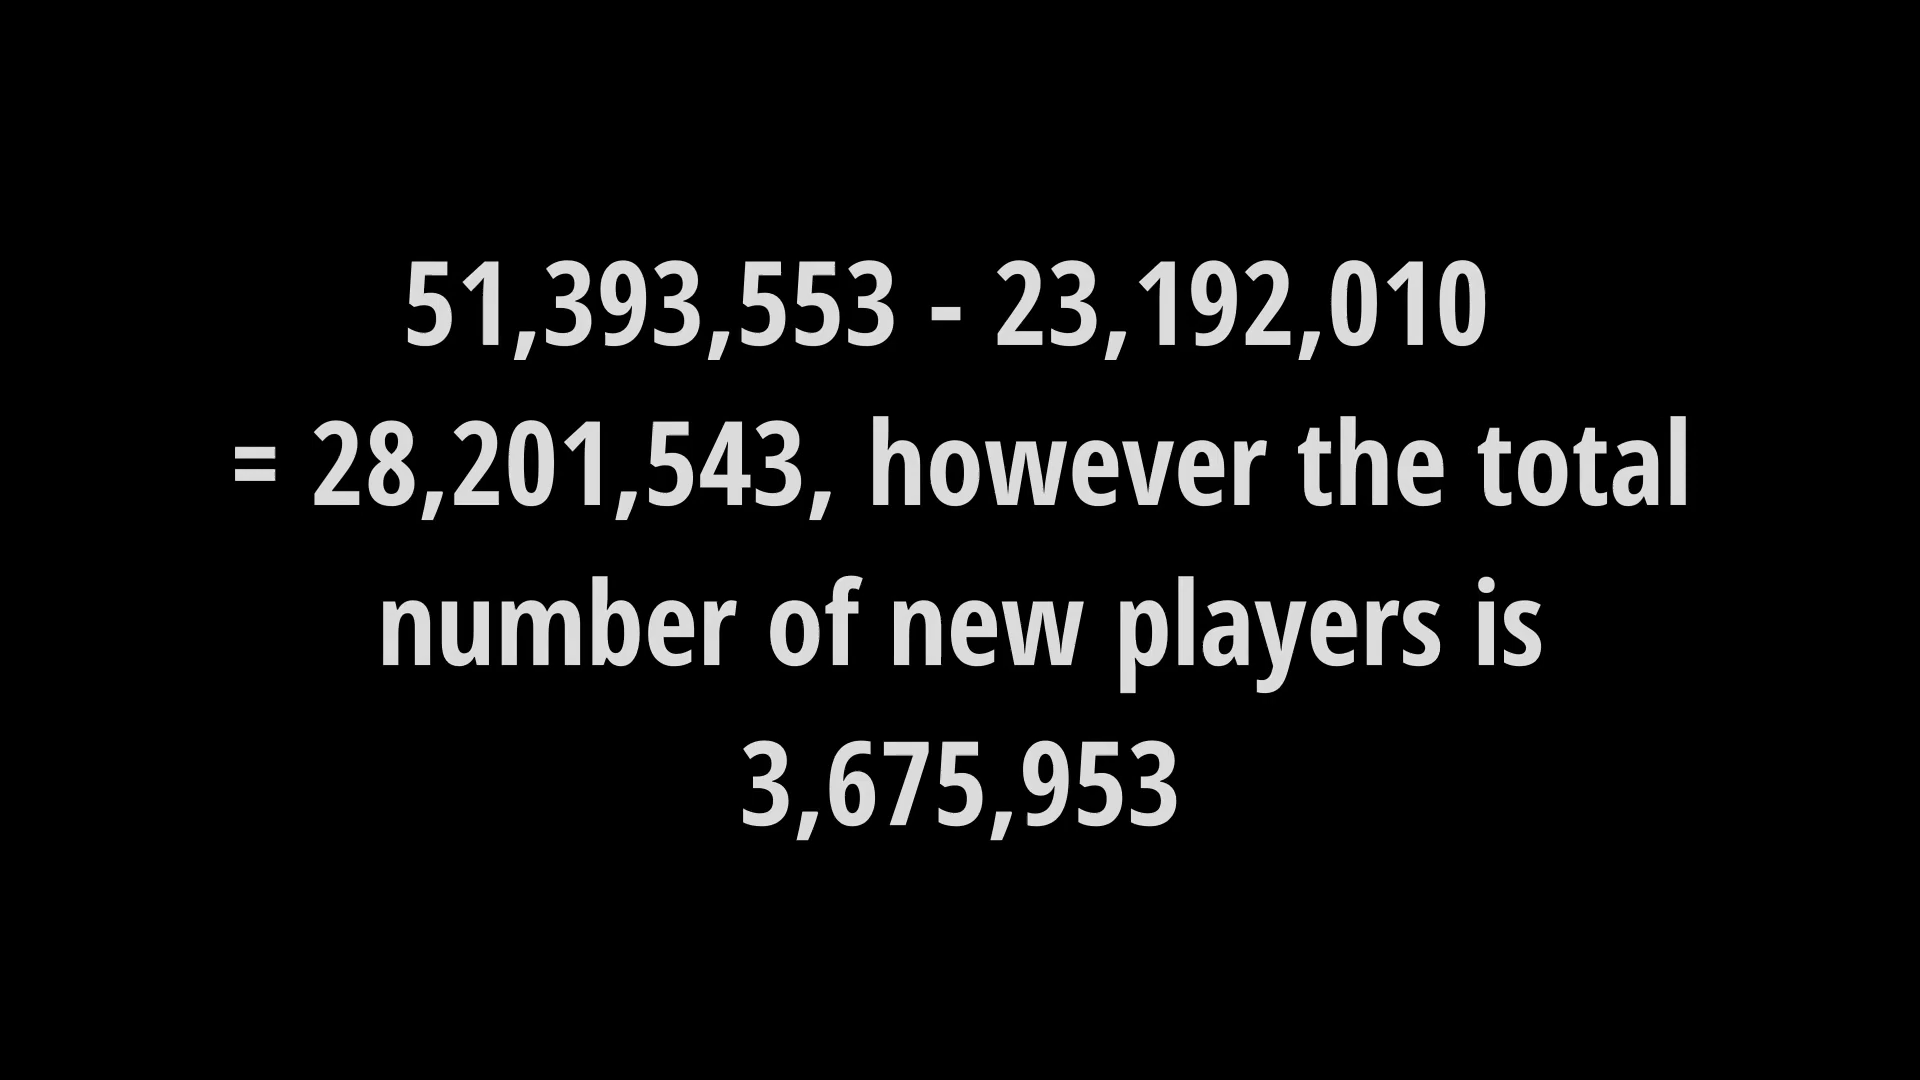 51,393,553 - 23,192,010
= 28,201,543, however the total
number of new players is
3,675,953